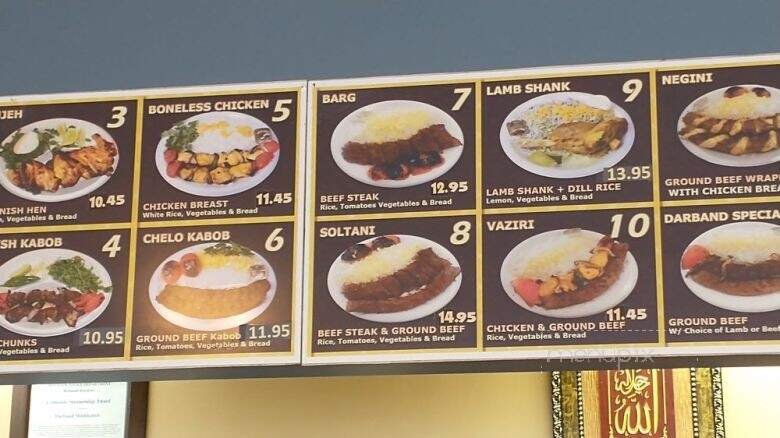 JEH 3
NISH HEN 10.45
Vegetables & Bread
BONELESS CHICKEN 5
CHICKEN BREAST 11.45
White Rice, Vegetables & Bread
BARG 7
BEEF STEAK 12.95
Rice, Tomatoes, Vegetables & Bread
LAMB SHANK 9
13.95
LAMB SHANK + DILL RICE
Lemon, Vegetables & Bread
NEGINI
GROUND BEEF WRAP
WITH CHICKEN BREA
SH KABOB 4
CHUNKS 10.95
Vegetables & Bread
CHELO KABOB 6
GROUND BEEF Kabob 11.95
Rice, Tomatoes, Vegetables & Bread
SOLTANI 8
14.95
BEEF STEAK & GROUND BEEF
Rice, Tomatoes, Vegetables & Bread
VAZIRI 10
11.45
CHICKEN & GROUND BEEF
Rice, Vegetables & Bread
DARBAND SPECIA
GROUND BEEF
W/ Choice of Lamb or Bee
menupix
الله